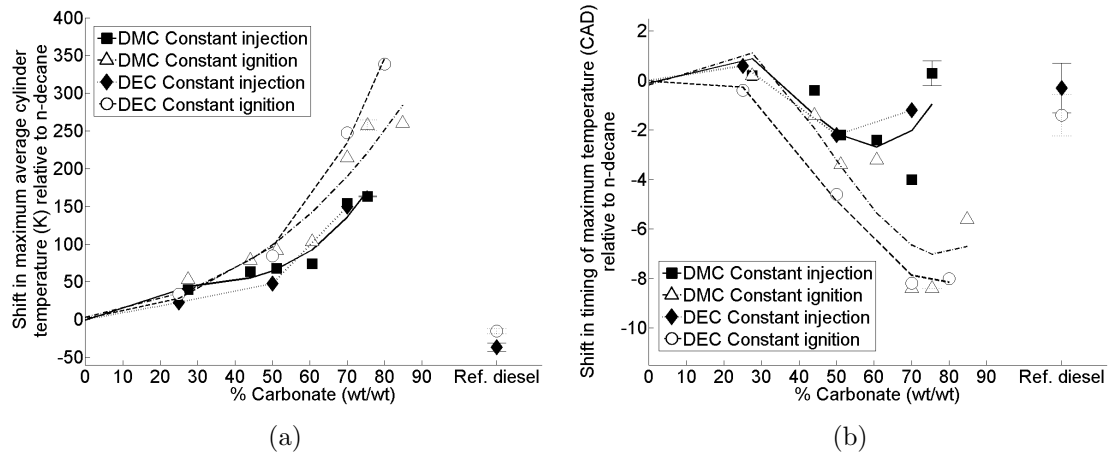 Shift in maximum average cylinder
temperature (K) relative to n-decane
400
350
300
250
200
150
100
50
0
-50
DMC Constant injection
DMC Constant ignition
DEC Constant injection
DEC Constant ignition
0 10 20 30 40 50 60 70 80 90 Ref. diesel
% Carbonate (wt/wt)
(a)
Shift in timing of maximum temperature (CAD)
relative to n-decane
2
0
-2
-4
-6
-8
-10
DMC Constant injection
DMC Constant ignition
DEC Constant injection
DEC Constant ignition
0 10 20 30 40 50 60 70 80 90 Ref. diesel
% Carbonate (wt/wt)
(b)